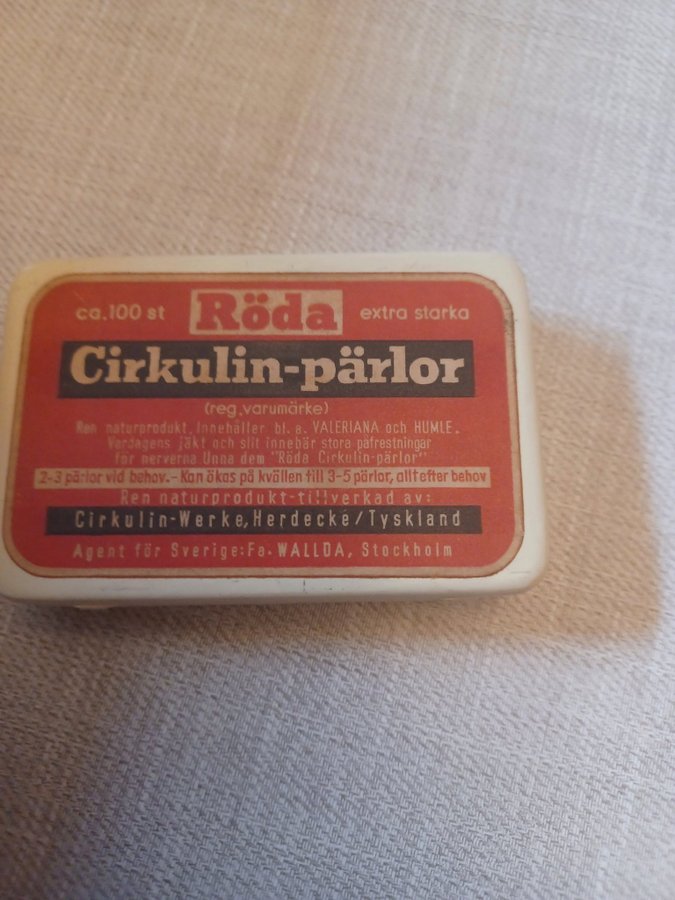 ca.100 st Röda extra starka
Cirkulin-pärlor
(reg.varumärke)
Ren naturprodukt, Innehåller bl. a. VALERIANA och HUMLE.
Vardagens jäkt och slit innebär stora påfrestningar
för nerverna Unna dem "Röda Cirkulin-pärlor"
2-3 pärlor vid behov.- Kan ökas på kvällen till 3-5 pärlor, allt efter behov
Ren naturprodukt-tillverkad av:
Cirkulin-Werke, Herdecke/Tyskland
Agent för Sverige: Fa. WALLDA, Stockholm